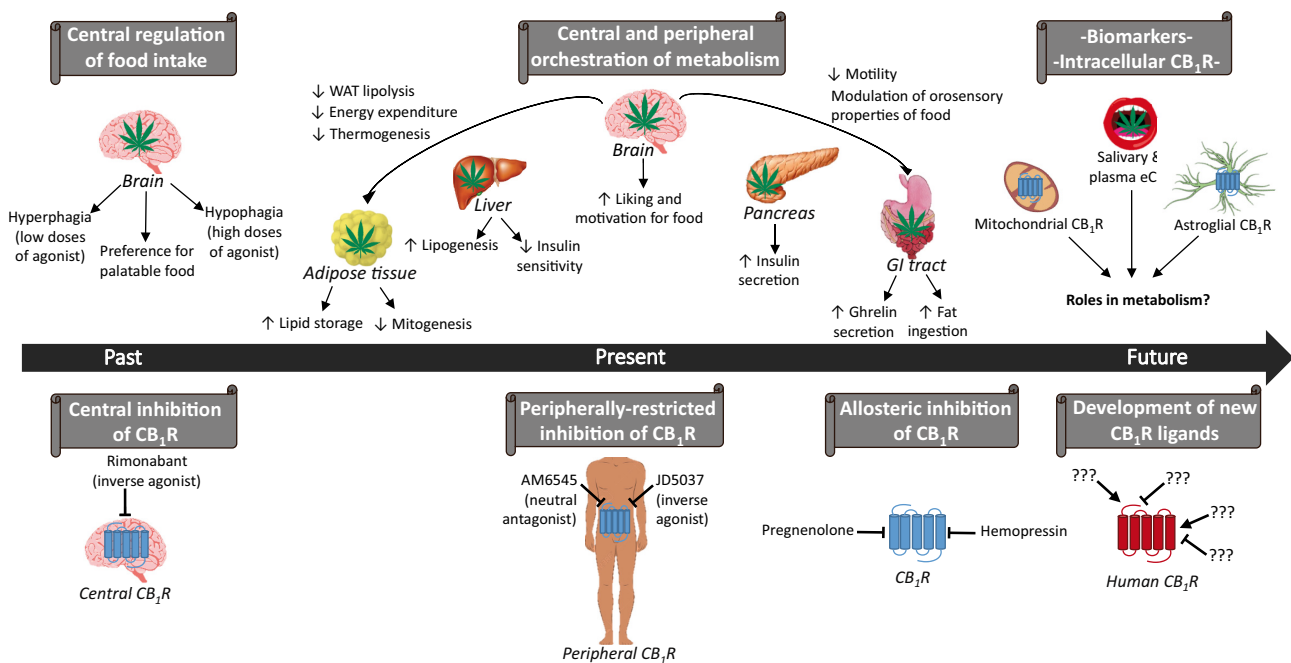 Central regulation
of food intake
Brain
Hyperphagia
(low doses
of agonist)
Preference for
palatable food
Hypophagia
(high doses
of agonist)
Central and peripheral
orchestration of metabolism
↓ WAT lipolysis
↓ Energy expenditure
↓ Thermogenesis
↓ Motility
Modulation of orosensory
properties of food
Brain
↑ Liking and
motivation for food
Liver
↑ Lipogenesis
↓ Insulin
sensitivity
Adipose tissue
↑ Lipid storage
↓ Mitogenesis
Pancreas
↑ Insulin
secretion
GI tract
↑ Ghrelin
secretion
↑ Fat
ingestion
-Biomarkers-
-Intracellular CB₁R-
Salivary &
plasma eC
Mitochondrial CB₁R
Astroglial CB₁R
Roles in metabolism?
Past
Present
Future
Central inhibition
of CB₁R
Rimonabant
(inverse agonist)
Central CB₁R
Peripherally-restricted
inhibition of CB₁R
AM6545
(neutral
antagonist)
JD5037
(inverse
agonist)
Peripheral CB₁R
Allosteric inhibition
of CB₁R
Pregnenolone
Hemopressin
CB₁R
Development of new
CB₁R ligands
???
???
???
???
Human CB₁R